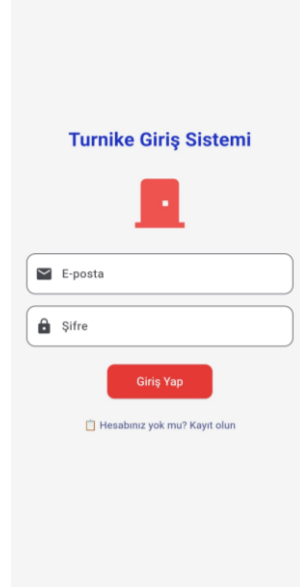 Turnike Giriş Sistemi
E-posta
Şifre
Giriş Yap
📋 Hesabınız yok mu? Kayıt olun